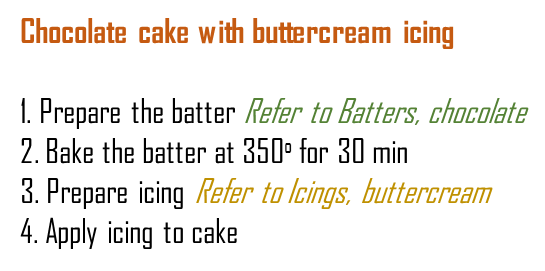 Chocolate cake with buttercream icing
1. Prepare the batter Refer to Batters, chocolate
2. Bake the batter at 350º for 30 min
3. Prepare icing Refer to Icings, buttercream
4. Apply icing to cake